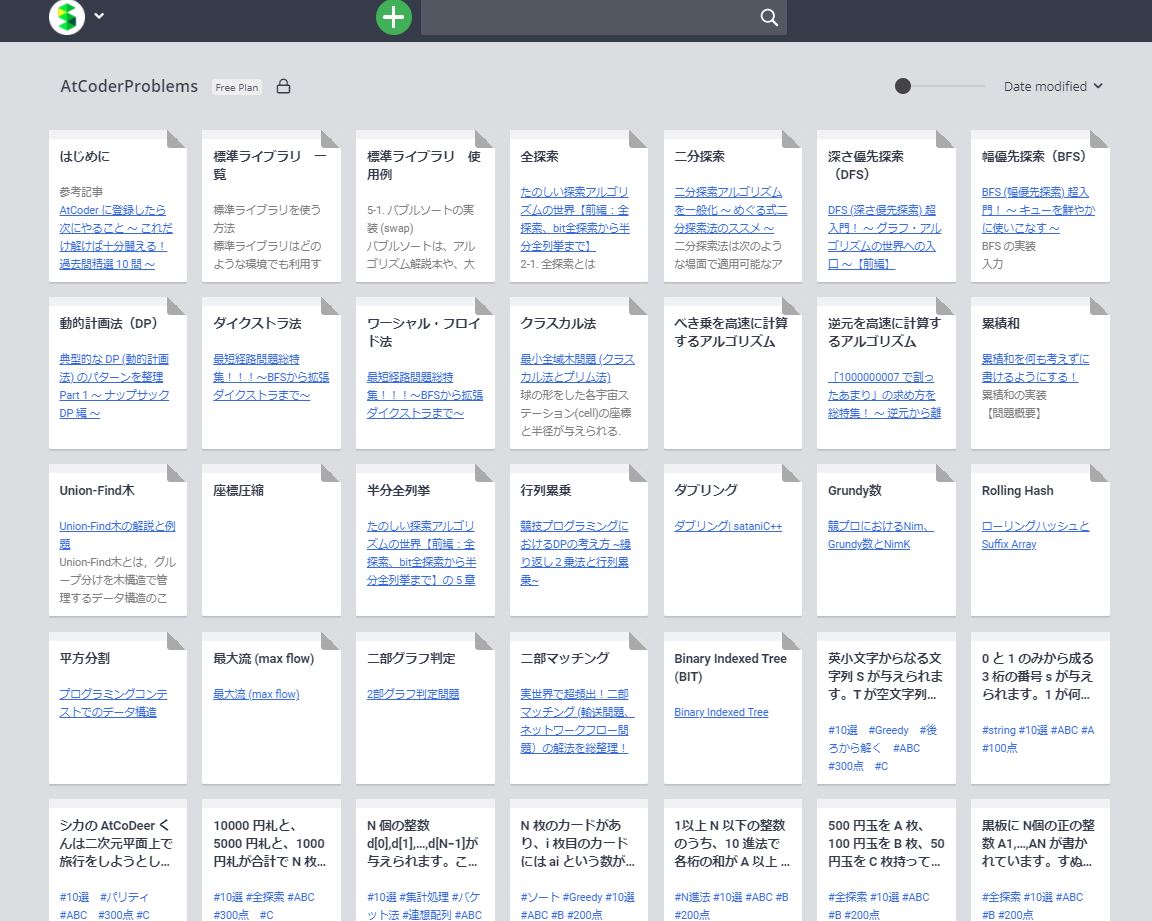 AtCoderProblems Free Plan
Date modified
はじめに
参考記事
AtCoder に登録したら
次にやること ～ これだ
け解けば十分闘える！
過去問精選 10 問 ～
標準ライブラリ　一
覧
標準ライブラリを使う
方法
標準ライブラリはどの
ような環境でも利用す
標準ライブラリ　使
用例
5-1. バブルソートの実
装 (swap)
バブルソートは、アル
ゴリズム解説本や、大
全探索
たのしい探索アルゴリ
ズムの世界【前編：全
探索、bit全探索から半
分全列挙まで】
2-1. 全探索とは
二分探索
二分探索アルゴリズム
を一般化 ～ めぐる式二
分探索法のススメ ～
二分探索法は次のよう
な場面で適用可能なア
深さ優先探索
（DFS）
DFS (深さ優先探索) 超
入門！ ～ グラフ・アル
ゴリズムの世界への入
口 ～【前編】
幅優先探索（BFS）
BFS (幅優先探索) 超入
門！ ～ キューを鮮やか
に使いこなす ～
BFS の実装
入力
動的計画法（DP）
典型的な DP (動的計画
法) のパターンを整理
Part 1 ～ ナップサック
DP 編 ～
ダイクストラ法
最短経路問題総特
集！！！～BFSから拡張
ダイクストラまで～
ワーシャル・フロイ
ド法
最短経路問題総特
集！！！～BFSから拡張
ダイクストラまで～
クラスカル法
最小全域木問題 (クラス
カル法とプリム法)
球の形をした各宇宙ス
テーション(cell)の座標
と半径が与えられる.
べき乗を高速に計算
するアルゴリズム
逆元を高速に計算す
るアルゴリズム
「1000000007 で割っ
たあまり」の求め方を
総特集！ ～ 逆元から離
累積和
累積和を何も考えずに
書けるようにする！
累積和の実装
【問題概要】
Union-Find木
Union-Find木の解説と例
題
Union-Find木とは，グル
ープ分けを木構造で管
理するデータ構造のこ
座標圧縮
半分全列挙
たのしい探索アルゴリ
ズムの世界【前編：全
探索、bit全探索から半
分全列挙まで】の 5 章
行列累乗
競技プログラミングに
おけるDPの考え方 ~繰
り返し２乗法と行列累
乗~
ダブリング
ダブリング| sataniC++
Grundy数
競プロにおけるNim、
Grundy数とNimK
Rolling Hash
ローリングハッシュと
Suffix Array
平方分割
プログラミングコンテ
ストでのデータ構造
最大流 (max flow)
最大流 (max flow)
二部グラフ判定
2部グラフ判定問題
二部マッチング
実世界で超頻出！二部
マッチング (輸送問題、
ネットワークフロー問
題）の解法を総整理！
Binary Indexed Tree
(BIT)
Binary Indexed Tree
英小文字からなる文
字列 S が与えられま
す。T が空文字列...
#10選　#Greedy　#後
ろから解く　#ABC
#300点　#C
0 と 1 のみから成る
3 桁の番号 s が与え
られます。1 が何...
#string #10選 #ABC #A
#100点
シカの AtCoDeer く
んは二次元平面上で
旅行をしようとし...
#10選　#パリティ
#ABC　#300点 #C
10000 円札と、
5000 円札と、1000
円札が合計で N 枚...
#10選 #全探索 #ABC
#300点　#C
N 個の整数
d[0],d[1],...,d[N−1]が
与えられます。こ...
#10選 #集計処理 #バケ
ット法 #連想配列 #ABC
N 枚のカードがあ
り、i 枚目のカード
には ai という数が...
#ソート #Greedy #10選
#ABC #B #200点
1以上 N 以下の整数
のうち、10 進法で
各桁の和が A 以上 ...
#N進法 #10選 #ABC #B
#200点
500 円玉を A 枚、
100 円玉を B 枚、50
円玉を C 枚持って...
#全探索 #10選 #ABC
#B #200点
黒板に N個の正の整
数 A1,...,AN が書か
れています。すぬ...
#全探索 #10選 #ABC
#B #200点